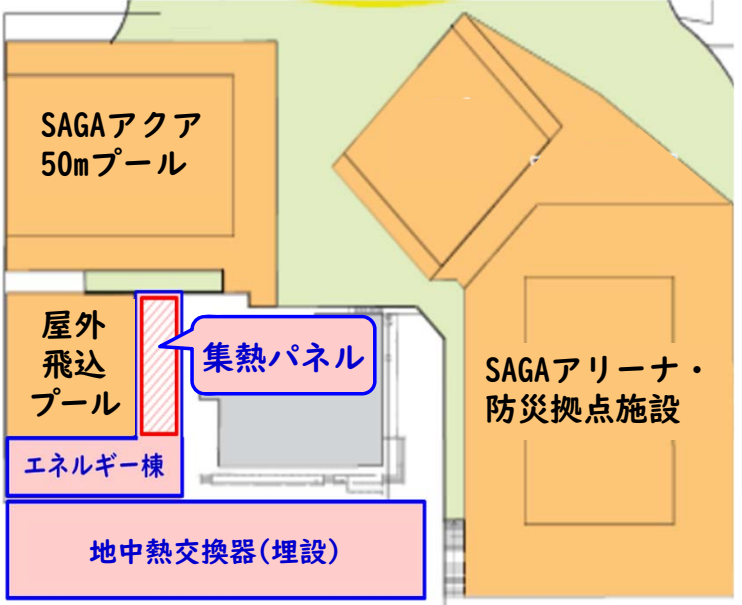 SAGAアクア
50mプール
屋外
飛込
プール
集熱パネル
SAGAアリーナ・
防災拠点施設
エネルギー棟
地中熱交換器(埋設)